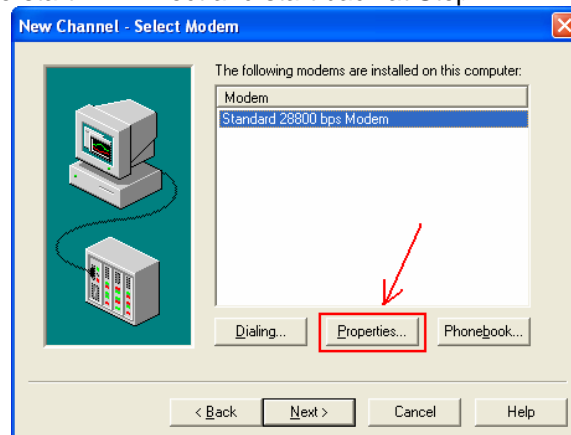 New Channel - Select Modem
The following modems are installed on this computer:
Modem
Standard 28800 bps Modem
Dialing...
Properties...
Phonebook...
< Back
Next >
Cancel
Help